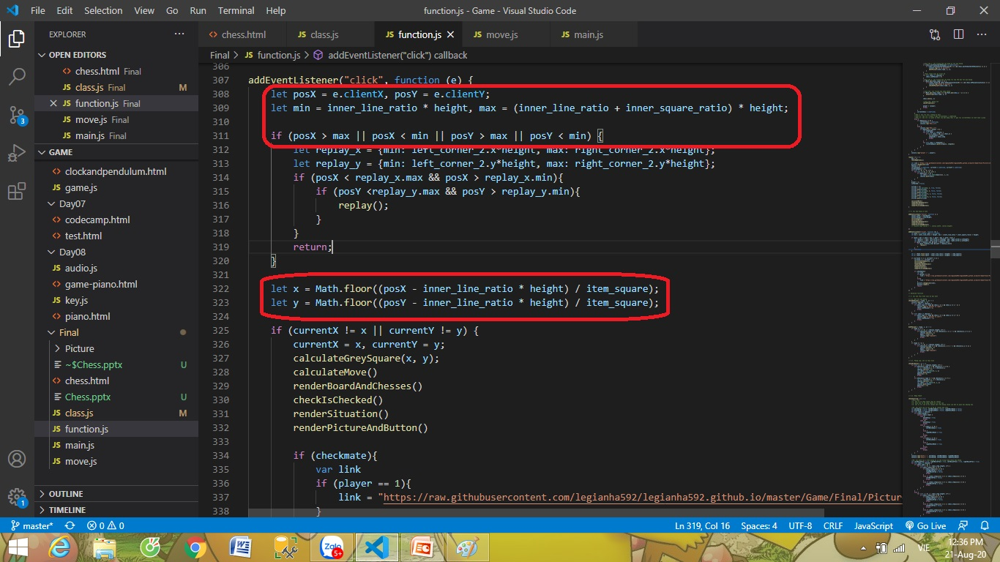 File Edit Selection View Go Run Terminal Help function.js - Game - Visual Studio Code
EXPLORER
OPEN EDITORS
chess.html Final
class.js Final M
function.js Final
move.js Final
main.js Final
GAME
clockandpendulum.html
game.js
Day07
codecamp.html
test.html
Day08
audio.js
game-piano.html
key.js
piano.html
Final
Picture
~$Chess.pptx U
chess.html
Chess.pptx U
class.js M
function.js
main.js
move.js
OUTLINE
TIMELINE
3
1
chess.html JS class.js JS function.js JS move.js JS main.js
Final > JS function.js > addEventListener("click") callback
306
307 addEventListener("click", function (e) {
308 let posX = e.clientX, posY = e.clientY;
309 let min = inner_line_ratio * height, max = (inner_line_ratio + inner_square_ratio) * height;
310
311 if (posX > max || posX < min || posY > max || posY < min) {
312 let replay_x = {min: left_corner_2.x*height, max: right_corner_2.x*height};
313 let replay_y = {min: left_corner_2.y*height, max: right_corner_2.y*height};
314 if (posX < replay_x.max && posX > replay_x.min){
315 if (posY <replay_y.max && posY > replay_y.min){
316 replay();
317 }
318 }
319 return;
320 }
321
322 let x = Math.floor((posX - inner_line_ratio * height) / item_square);
323 let y = Math.floor((posY - inner_line_ratio * height) / item_square);
324
325 if (currentX != x || currentY != y) {
326 currentX = x, currentY = y;
327 calculateGreySquare(x, y);
328 calculateMove()
329 renderBoardAndChesses()
330 checkIsChecked()
331 renderSituation()
332 renderPictureAndButton()
333
334 if (checkmate){
335 var link
336 if (player == 1){
337 link = "https://raw.githubusercontent.com/legianha592/legianha592.github.io/master/Game/Final/Pictur
338 }
master* 0 0 Ln 319, Col 16 Spaces: 4 UTF-8 CRLF JavaScript Go Live
Zalo 5+ VIE 12:36 PM
21-Aug-20